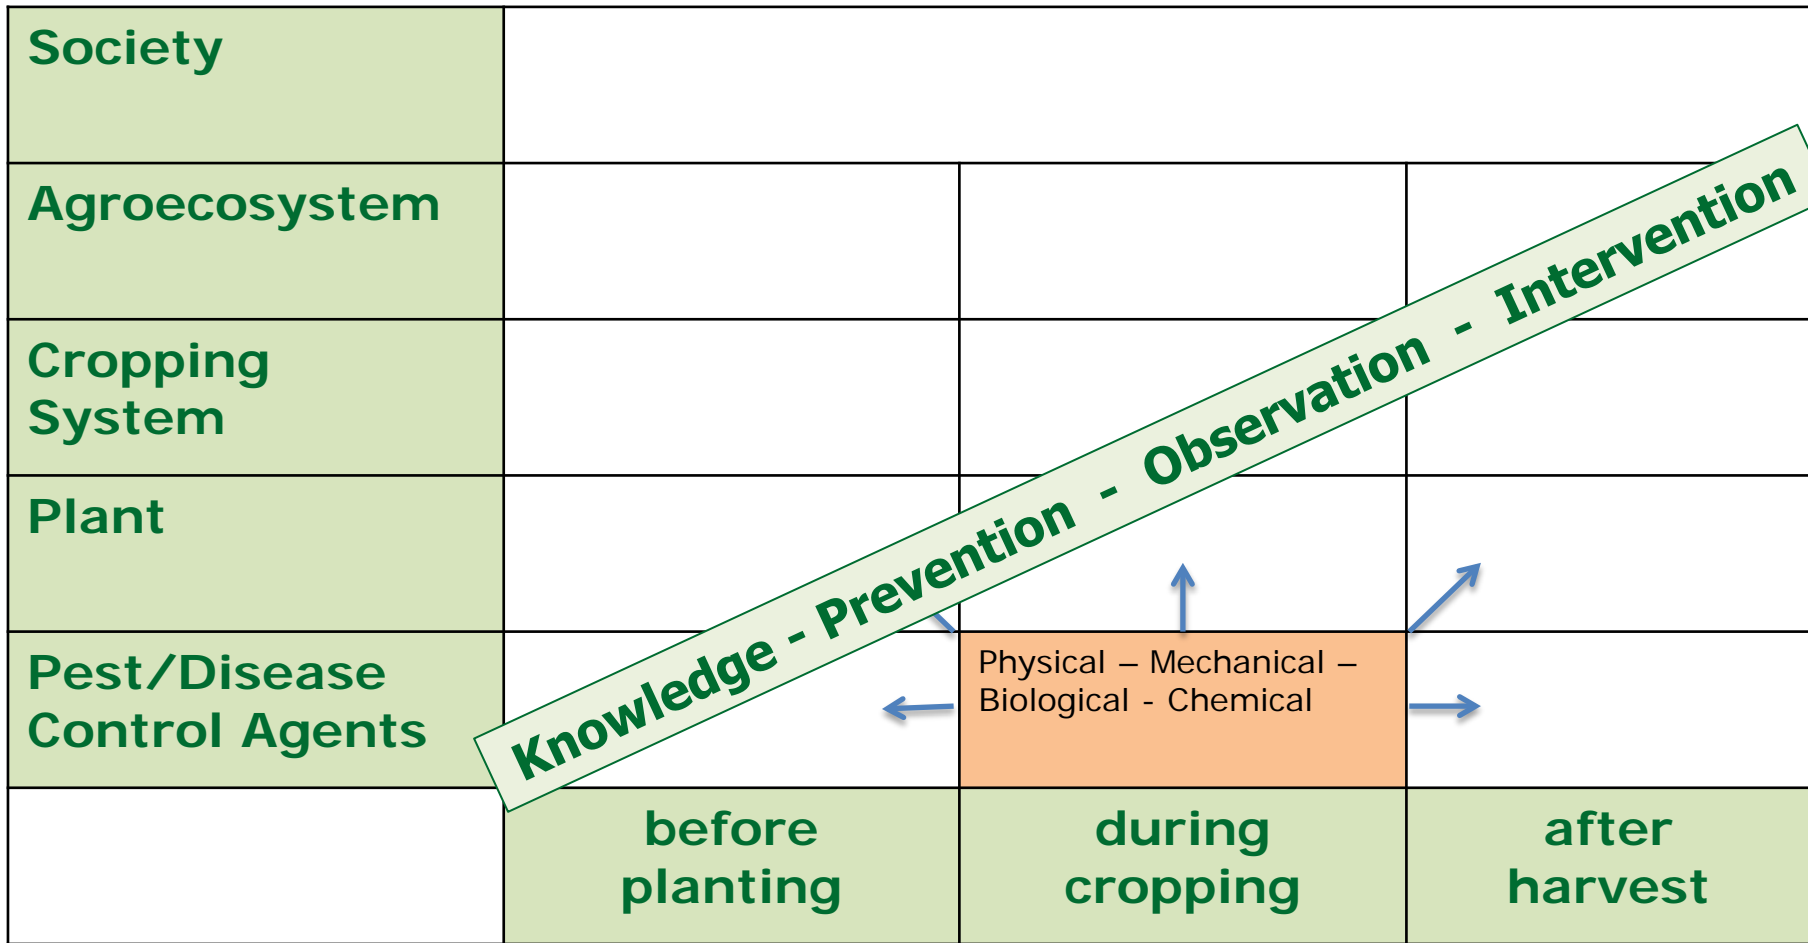 Society
Agroecosystem
Cropping
System
Plant
Knowledge - Prevention - Observation - Intervention
Pest/Disease
Control Agents
Physical – Mechanical –
Biological - Chemical
before
planting
during
cropping
after
harvest